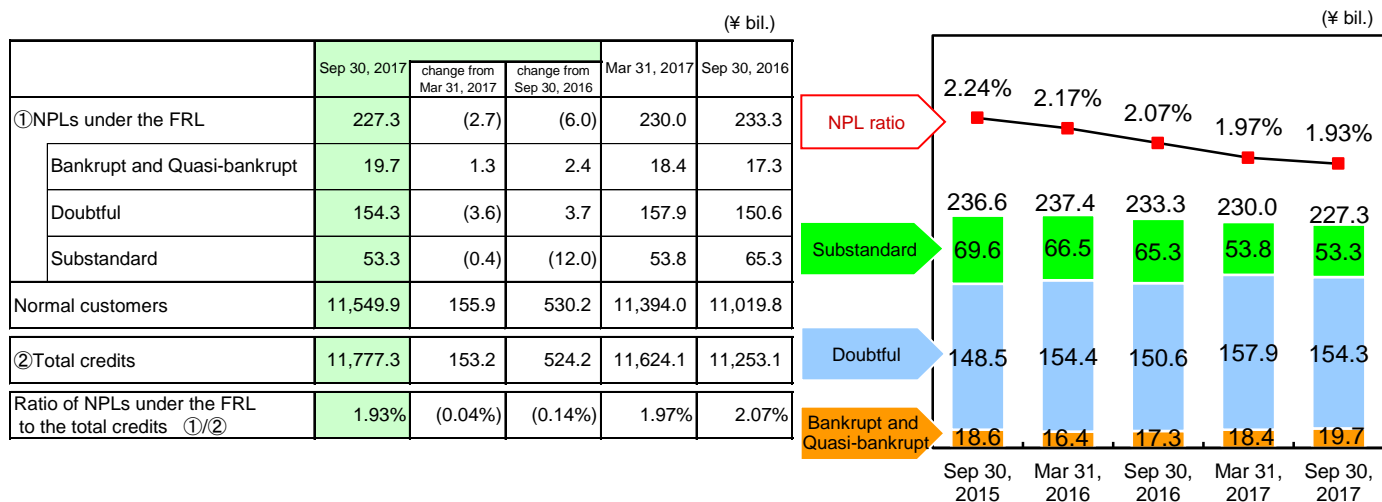 (¥ bil.)
Sep 30, 2017 change from Mar 31, 2017 change from Sep 30, 2016 Mar 31, 2017 Sep 30, 2016
①NPLs under the FRL 227.3 (2.7) (6.0) 230.0 233.3
Bankrupt and Quasi-bankrupt 19.7 1.3 2.4 18.4 17.3
Doubtful 154.3 (3.6) 3.7 157.9 150.6
Substandard 53.3 (0.4) (12.0) 53.8 65.3
Normal customers 11,549.9 155.9 530.2 11,394.0 11,019.8
②Total credits 11,777.3 153.2 524.2 11,624.1 11,253.1
Ratio of NPLs under the FRL
to the total credits ①/② 1.93% (0.04%) (0.14%) 1.97% 2.07%
(¥ bil.)
NPL ratio
2.24% 2.17% 2.07% 1.97% 1.93%
236.6 237.4 233.3 230.0 227.3
Substandard
69.6 66.5 65.3 53.8 53.3
Doubtful
148.5 154.4 150.6 157.9 154.3
Bankrupt and
Quasi-bankrupt
18.6 16.4 17.3 18.4 19.7
Sep 30, Mar 31, Sep 30, Mar 31, Sep 30,
2015 2016 2016 2017 2017